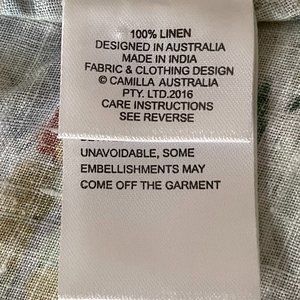 100% LINEN
DESIGNED IN AUSTRALIA
MADE IN INDIA
FABRIC & CLOTHING DESIGN
© CAMILLA AUSTRALIA
PTY. LTD.2016
CARE INSTRUCTIONS
SEE REVERSE
UNAVOIDABLE, SOME
EMBELLISHMENTS MAY
COME OFF THE GARMENT